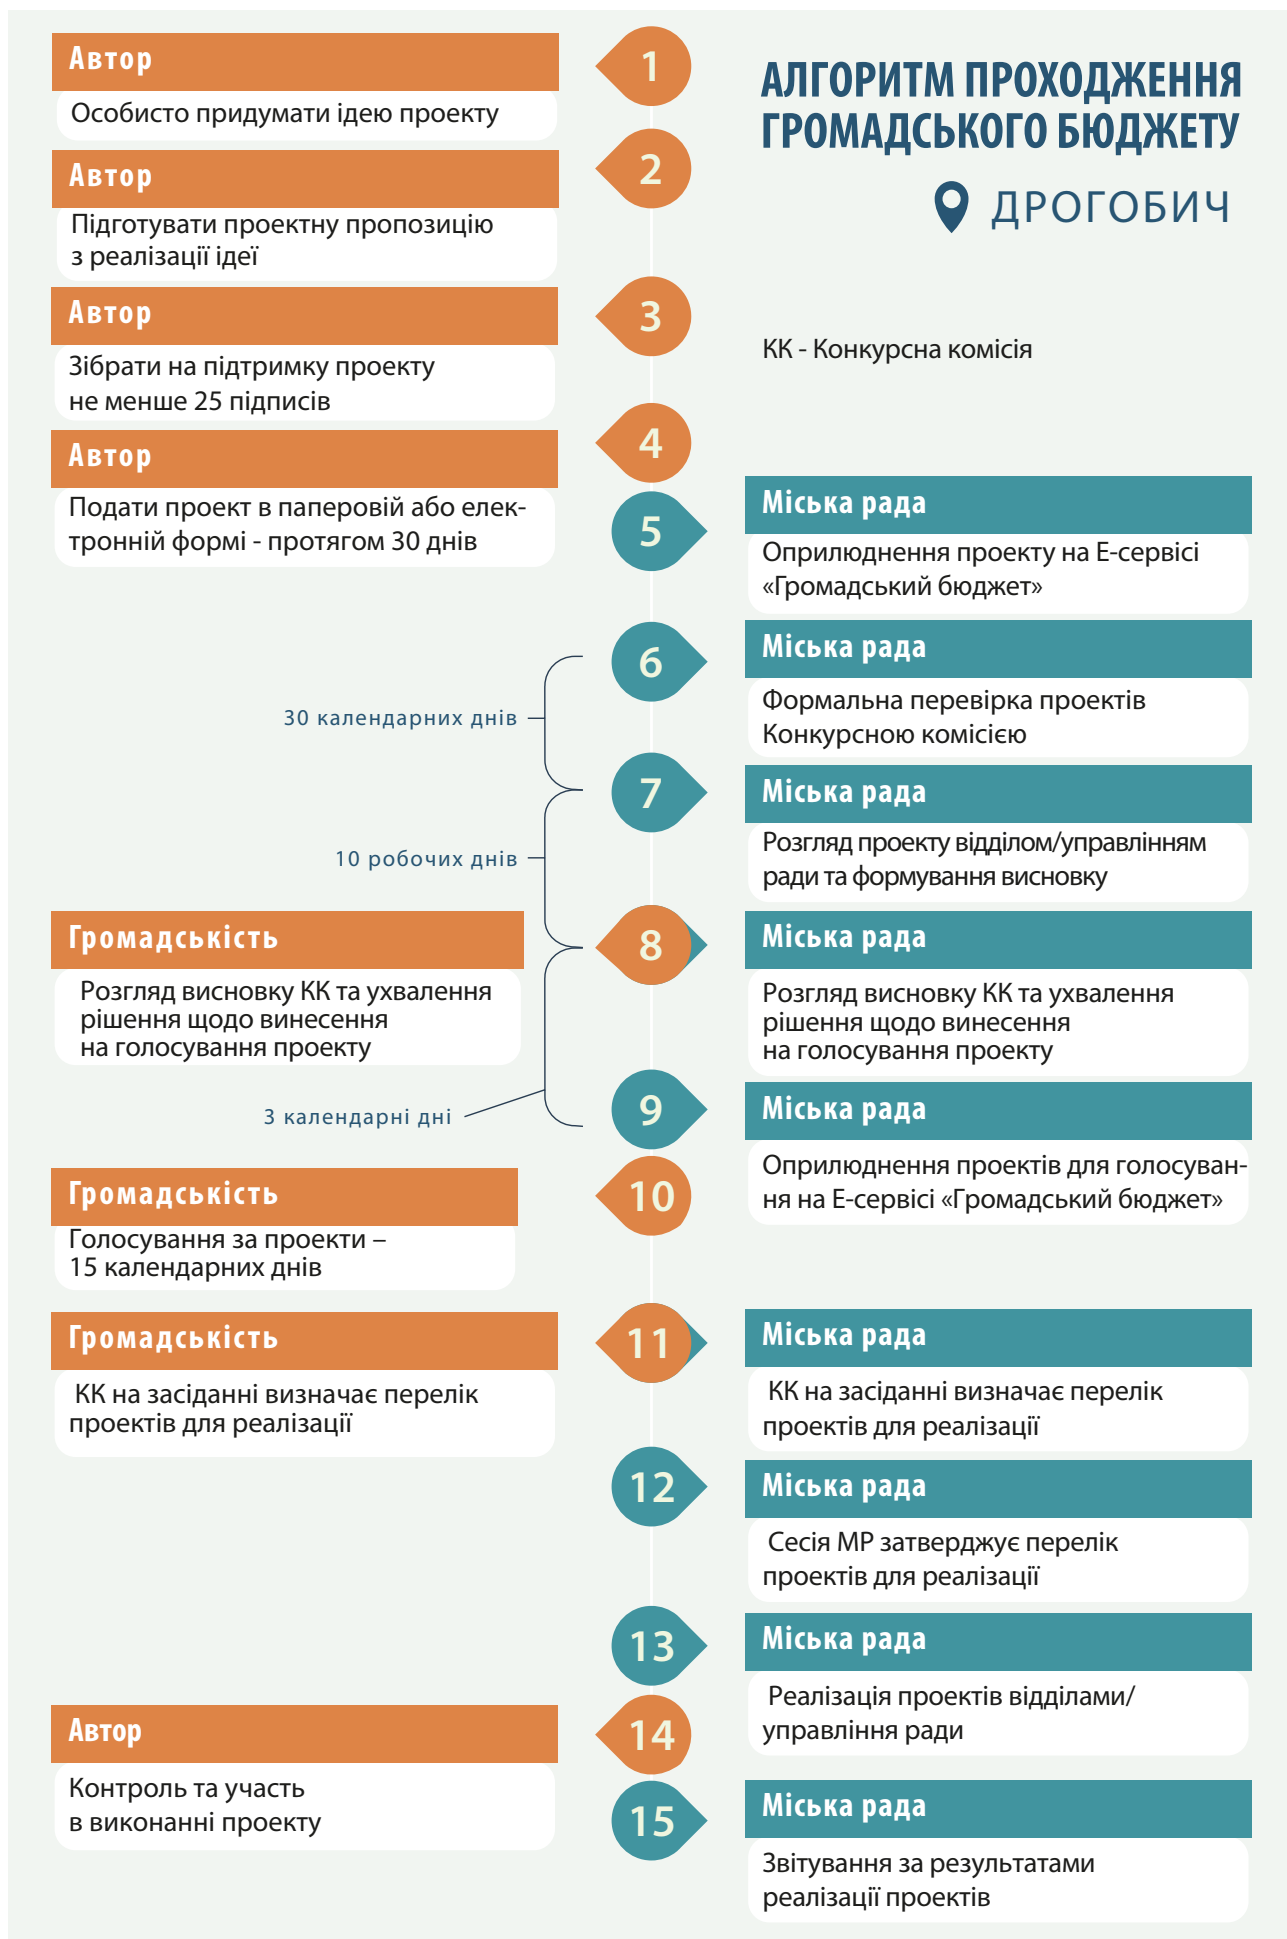 АЛГОРИТМ ПРОХОДЖЕННЯ
ГРОМАДСЬКОГО БЮДЖЕТУ
ДРОГОБИЧ
КК - Конкурсна комісія
1
Автор
Особисто придумати ідею проекту
2
Автор
Підготувати проектну пропозицію
з реалізації ідеї
3
Автор
Зібрати на підтримку проекту
не менше 25 підписів
4
Автор
Подати проект в паперовій або елек-
тронній формі - протягом 30 днів
5
Міська рада
Оприлюднення проекту на Е-сервісі
«Громадський бюджет»
6
Міська рада
Формальна перевірка проектів
Конкурсною комісією
30 календарних днів
7
Міська рада
Розгляд проекту відділом/управлінням
ради та формування висновку
10 робочих днів
8
Громадськість
Розгляд висновку КК та ухвалення
рішення щодо винесення
на голосування проекту
Міська рада
Розгляд висновку КК та ухвалення
рішення щодо винесення
на голосування проекту
3 календарні дні
9
Міська рада
Оприлюднення проектів для голосуван-
ня на Е-сервісі «Громадський бюджет»
10
Громадськість
Голосування за проекти –
15 календарних днів
11
Громадськість
КК на засіданні визначає перелік
проектів для реалізації
Міська рада
КК на засіданні визначає перелік
проектів для реалізації
12
Міська рада
Сесія МР затверджує перелік
проектів для реалізації
13
Міська рада
Реалізація проектів відділами/
управління ради
14
Автор
Контроль та участь
в виконанні проекту
15
Міська рада
Звітування за результатами
реалізації проектів